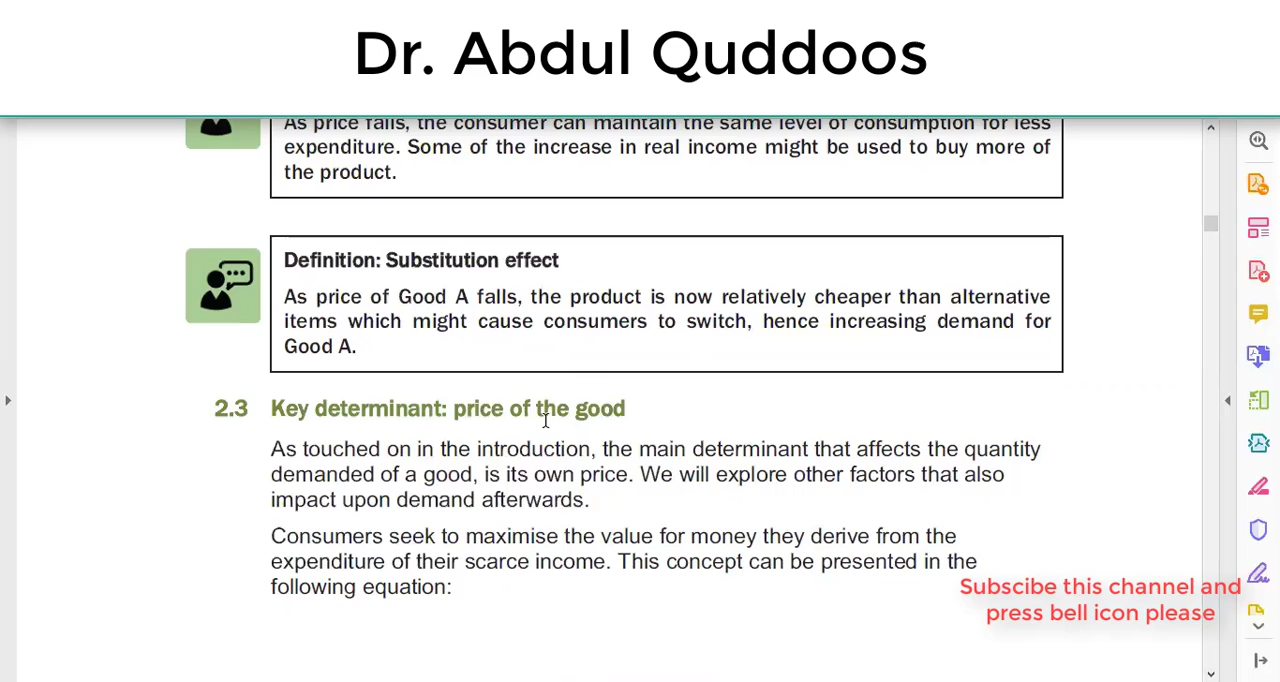 Dr. Abdul Quddoos
As price falls, the consumer can maintain the same level of consumption for less
expenditure. Some of the increase in real income might be used to buy more of
the product.
Definition: Substitution effect
As price of Good A falls, the product is now relatively cheaper than alternative
items which might cause consumers to switch, hence increasing demand for
Good A.
2.3 Key determinant: price of the good
As touched on in the introduction, the main determinant that affects the quantity
demanded of a good, is its own price. We will explore other factors that also
impact upon demand afterwards.
Consumers seek to maximise the value for money they derive from the
expenditure of their scarce income. This concept can be presented in the
following equation:
Subscibe this channel and
press bell icon please